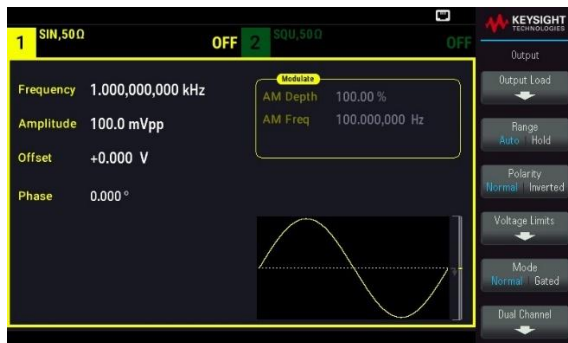 1 SIN,50Ω OFF
2 SQU,50Ω OFF
KEYSIGHT
TECHNOLOGIES
Frequency 1.000,000,000 kHz
Amplitude 100.0 mVpp
Offset +0.000 V
Phase 0.000 °
Modulate
AM Depth 100.00 %
AM Freq 100.000,000 Hz
Output
Output Load
Range
Auto Hold
Polarity
Normal Inverted
Voltage Limits
Mode
Normal Gated
Dual Channel